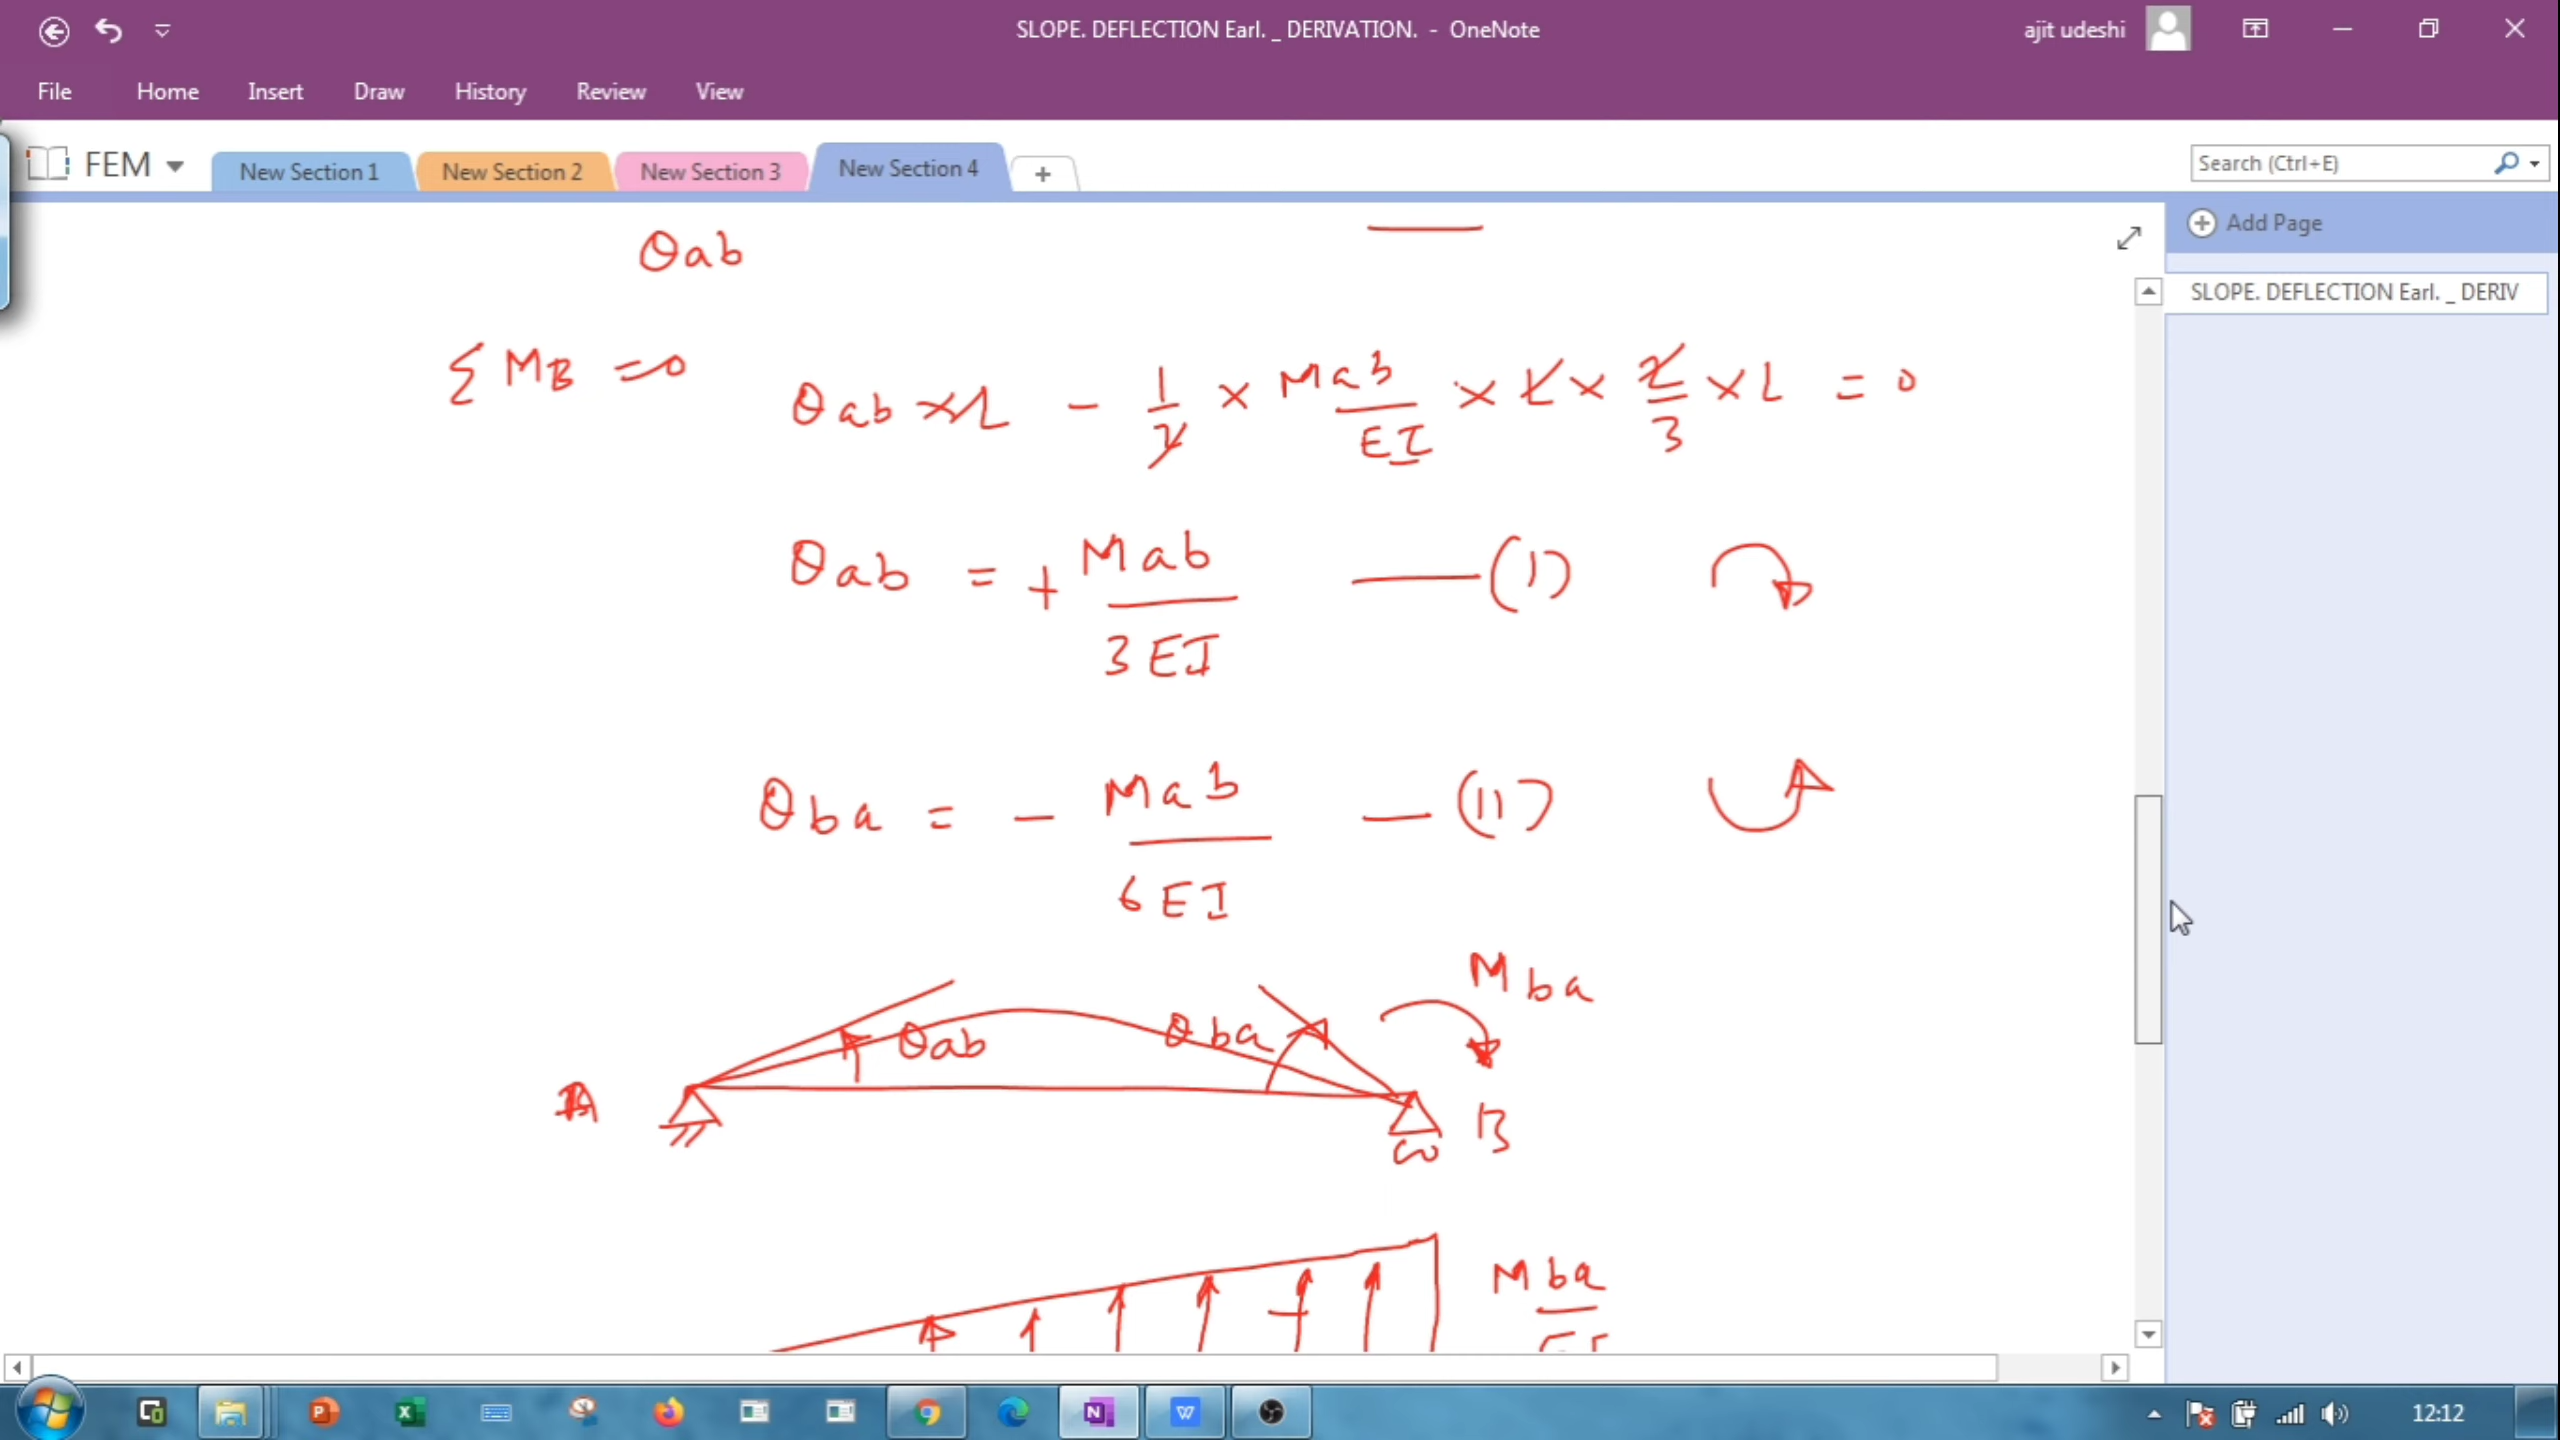 SLOPE. DEFLECTION Earl. _ DERIVATION. - OneNote
ajit udeshi
File Home Insert Draw History Review View
FEM
New Section 1
New Section 2
New Section 3
New Section 4
+
Search (Ctrl+E)
Add Page
SLOPE. DEFLECTION Earl. _ DERIV
θab
Σ MB = 0
θab × L - 1/2 × Mab/EI × L × 2/3 × L = 0
θab = + Mab/3EI —(I)
θba = - Mab/6EI — (II)
Mba
θab
θba
A
B
Mba
12:12